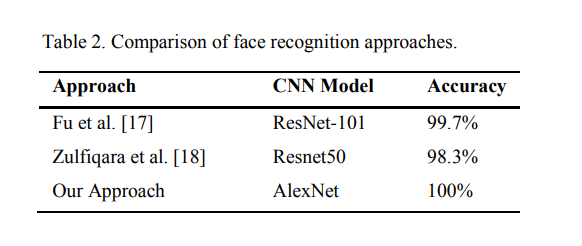 Table 2. Comparison of face recognition approaches.
Approach CNN Model Accuracy
Fu et al. [17] ResNet-101 99.7%
Zulfiqara et al. [18] Resnet50 98.3%
Our Approach AlexNet 100%